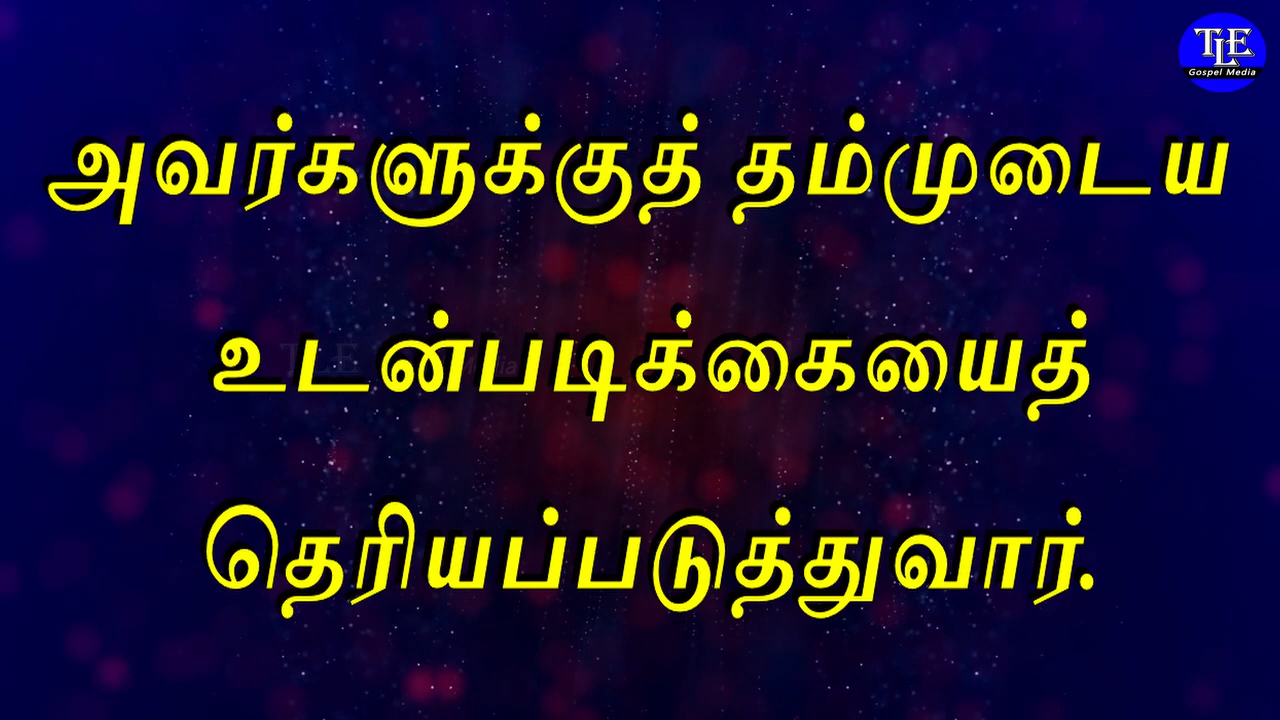 TLE
Gospel Media
அவர்களுக்குத் தம்முடைய
உடன்படிக்கையைத்
தெரியப்படுத்துவார்.